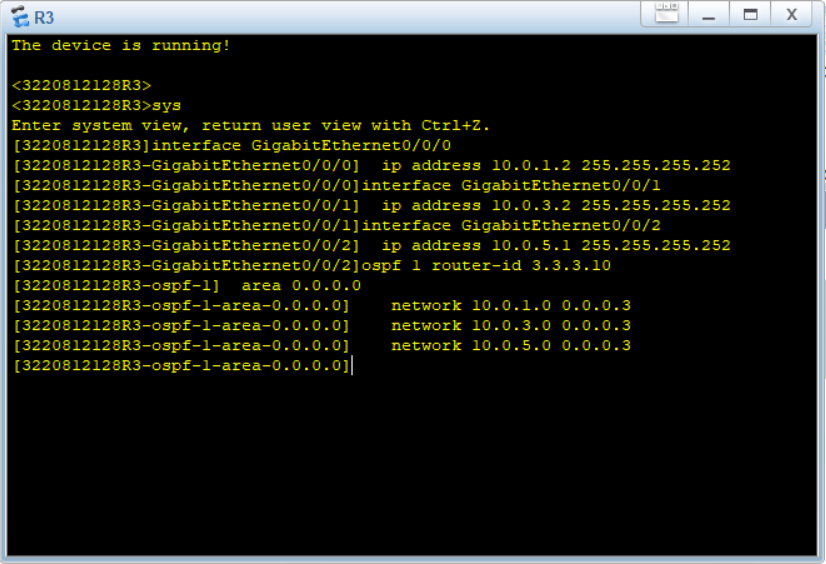 R3
The device is running!
<3220812128R3>
<3220812128R3>sys
Enter system view, return user view with Ctrl+Z.
[3220812128R3]interface GigabitEthernet0/0/0
[3220812128R3-GigabitEthernet0/0/0]  ip address 10.0.1.2 255.255.255.252
[3220812128R3-GigabitEthernet0/0/0]interface GigabitEthernet0/0/1
[3220812128R3-GigabitEthernet0/0/1]  ip address 10.0.3.2 255.255.255.252
[3220812128R3-GigabitEthernet0/0/1]interface GigabitEthernet0/0/2
[3220812128R3-GigabitEthernet0/0/2]  ip address 10.0.5.1 255.255.255.252
[3220812128R3-GigabitEthernet0/0/2]ospf 1 router-id 3.3.3.10
[3220812128R3-ospf-1]  area 0.0.0.0
[3220812128R3-ospf-1-area-0.0.0.0]    network 10.0.1.0 0.0.0.3
[3220812128R3-ospf-1-area-0.0.0.0]    network 10.0.3.0 0.0.0.3
[3220812128R3-ospf-1-area-0.0.0.0]    network 10.0.5.0 0.0.0.3
[3220812128R3-ospf-1-area-0.0.0.0]